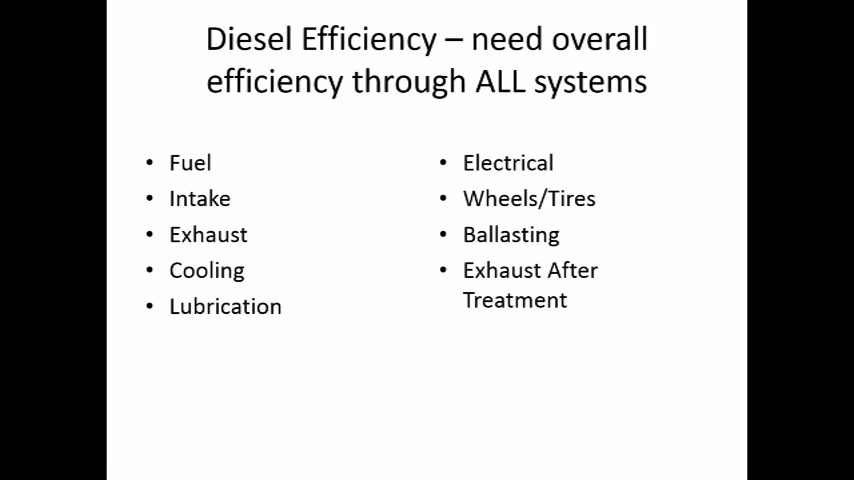 Diesel Efficiency – need overall
efficiency through ALL systems
• Fuel
• Intake
• Exhaust
• Cooling
• Lubrication
• Electrical
• Wheels/Tires
• Ballasting
• Exhaust After
Treatment